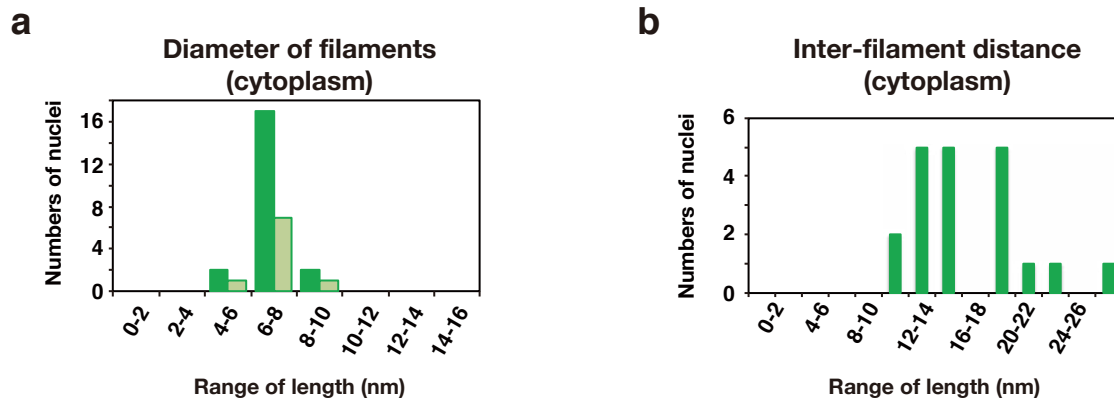 a
Diameter of filaments
(cytoplasm)
Numbers of nuclei
16
12
8
4
0
0-2
2-4
4-6
6-8
8-10
10-12
12-14
14-16
Range of length (nm)
b
Inter-filament distance
(cytoplasm)
Numbers of nuclei
6
4
2
0
0-2
4-6
8-10
12-14
16-18
20-22
24-26
Range of length (nm)